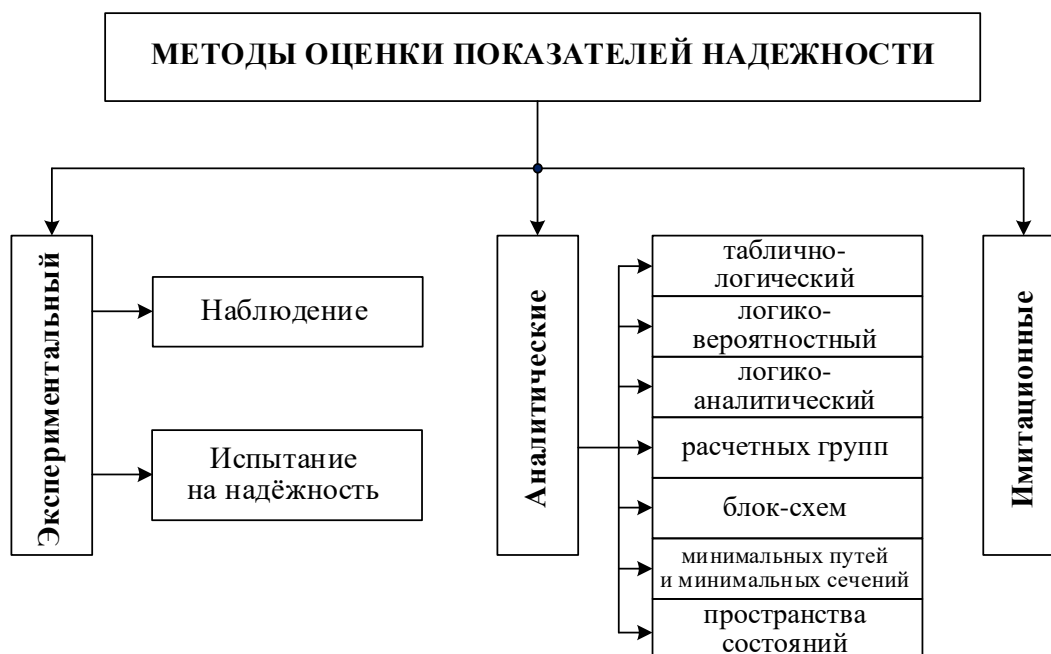 МЕТОДЫ ОЦЕНКИ ПОКАЗАТЕЛЕЙ НАДЕЖНОСТИ
Экспериментальный
Наблюдение
Испытание
на надёжность
Аналитические
таблично-
логический
логико-
вероятностный
логико-
аналитический
расчетных групп
блок-схем
минимальных путей
и минимальных сечений
пространства
состояний
Имитационные